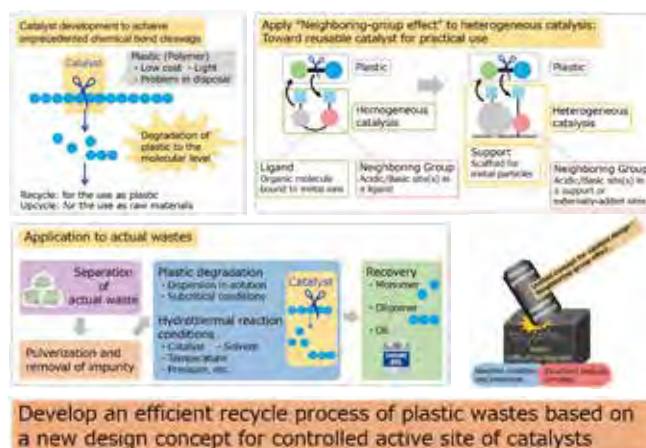 Catalyst development to achieve
unprecedented chemical bond cleavage
Catalyst
Plastic (Polymer)
・Low cost ・Light
・Problem in disposal
Degradation of
plastic to the
molecular level
Recycle: for the use as plastic
Upcycle: for the use as raw materials
Apply "Neighboring-group effect" to heterogeneous catalysis:
Toward reusable catalyst for practical use
Plastic
Homogeneous
catalysis
Ligand
Organic molecule
bound to metal ions
Neighboring Group
Acidic/Basic site(s) in
a ligand
Plastic
Heterogeneous
catalysis
Support
Scaffold for
metal particles
Neighboring Group
Acidic/Basic site(s) in
a support or
externally-added sites
Application to actual wastes
Separation
of
actual waste
Pulverization and
removal of impurity
Plastic degradation
・Dispersion in solution
・Subcritical conditions
Hydrothermal reaction
conditions
・Catalyst ・Solvent
・Temperature
・Pressure, etc.
Catalyst
Recovery
・Monomer
・Oligomer
・Oil
Develop an efficient recycle process of plastic wastes based on
a new design concept for controlled active site of catalysts